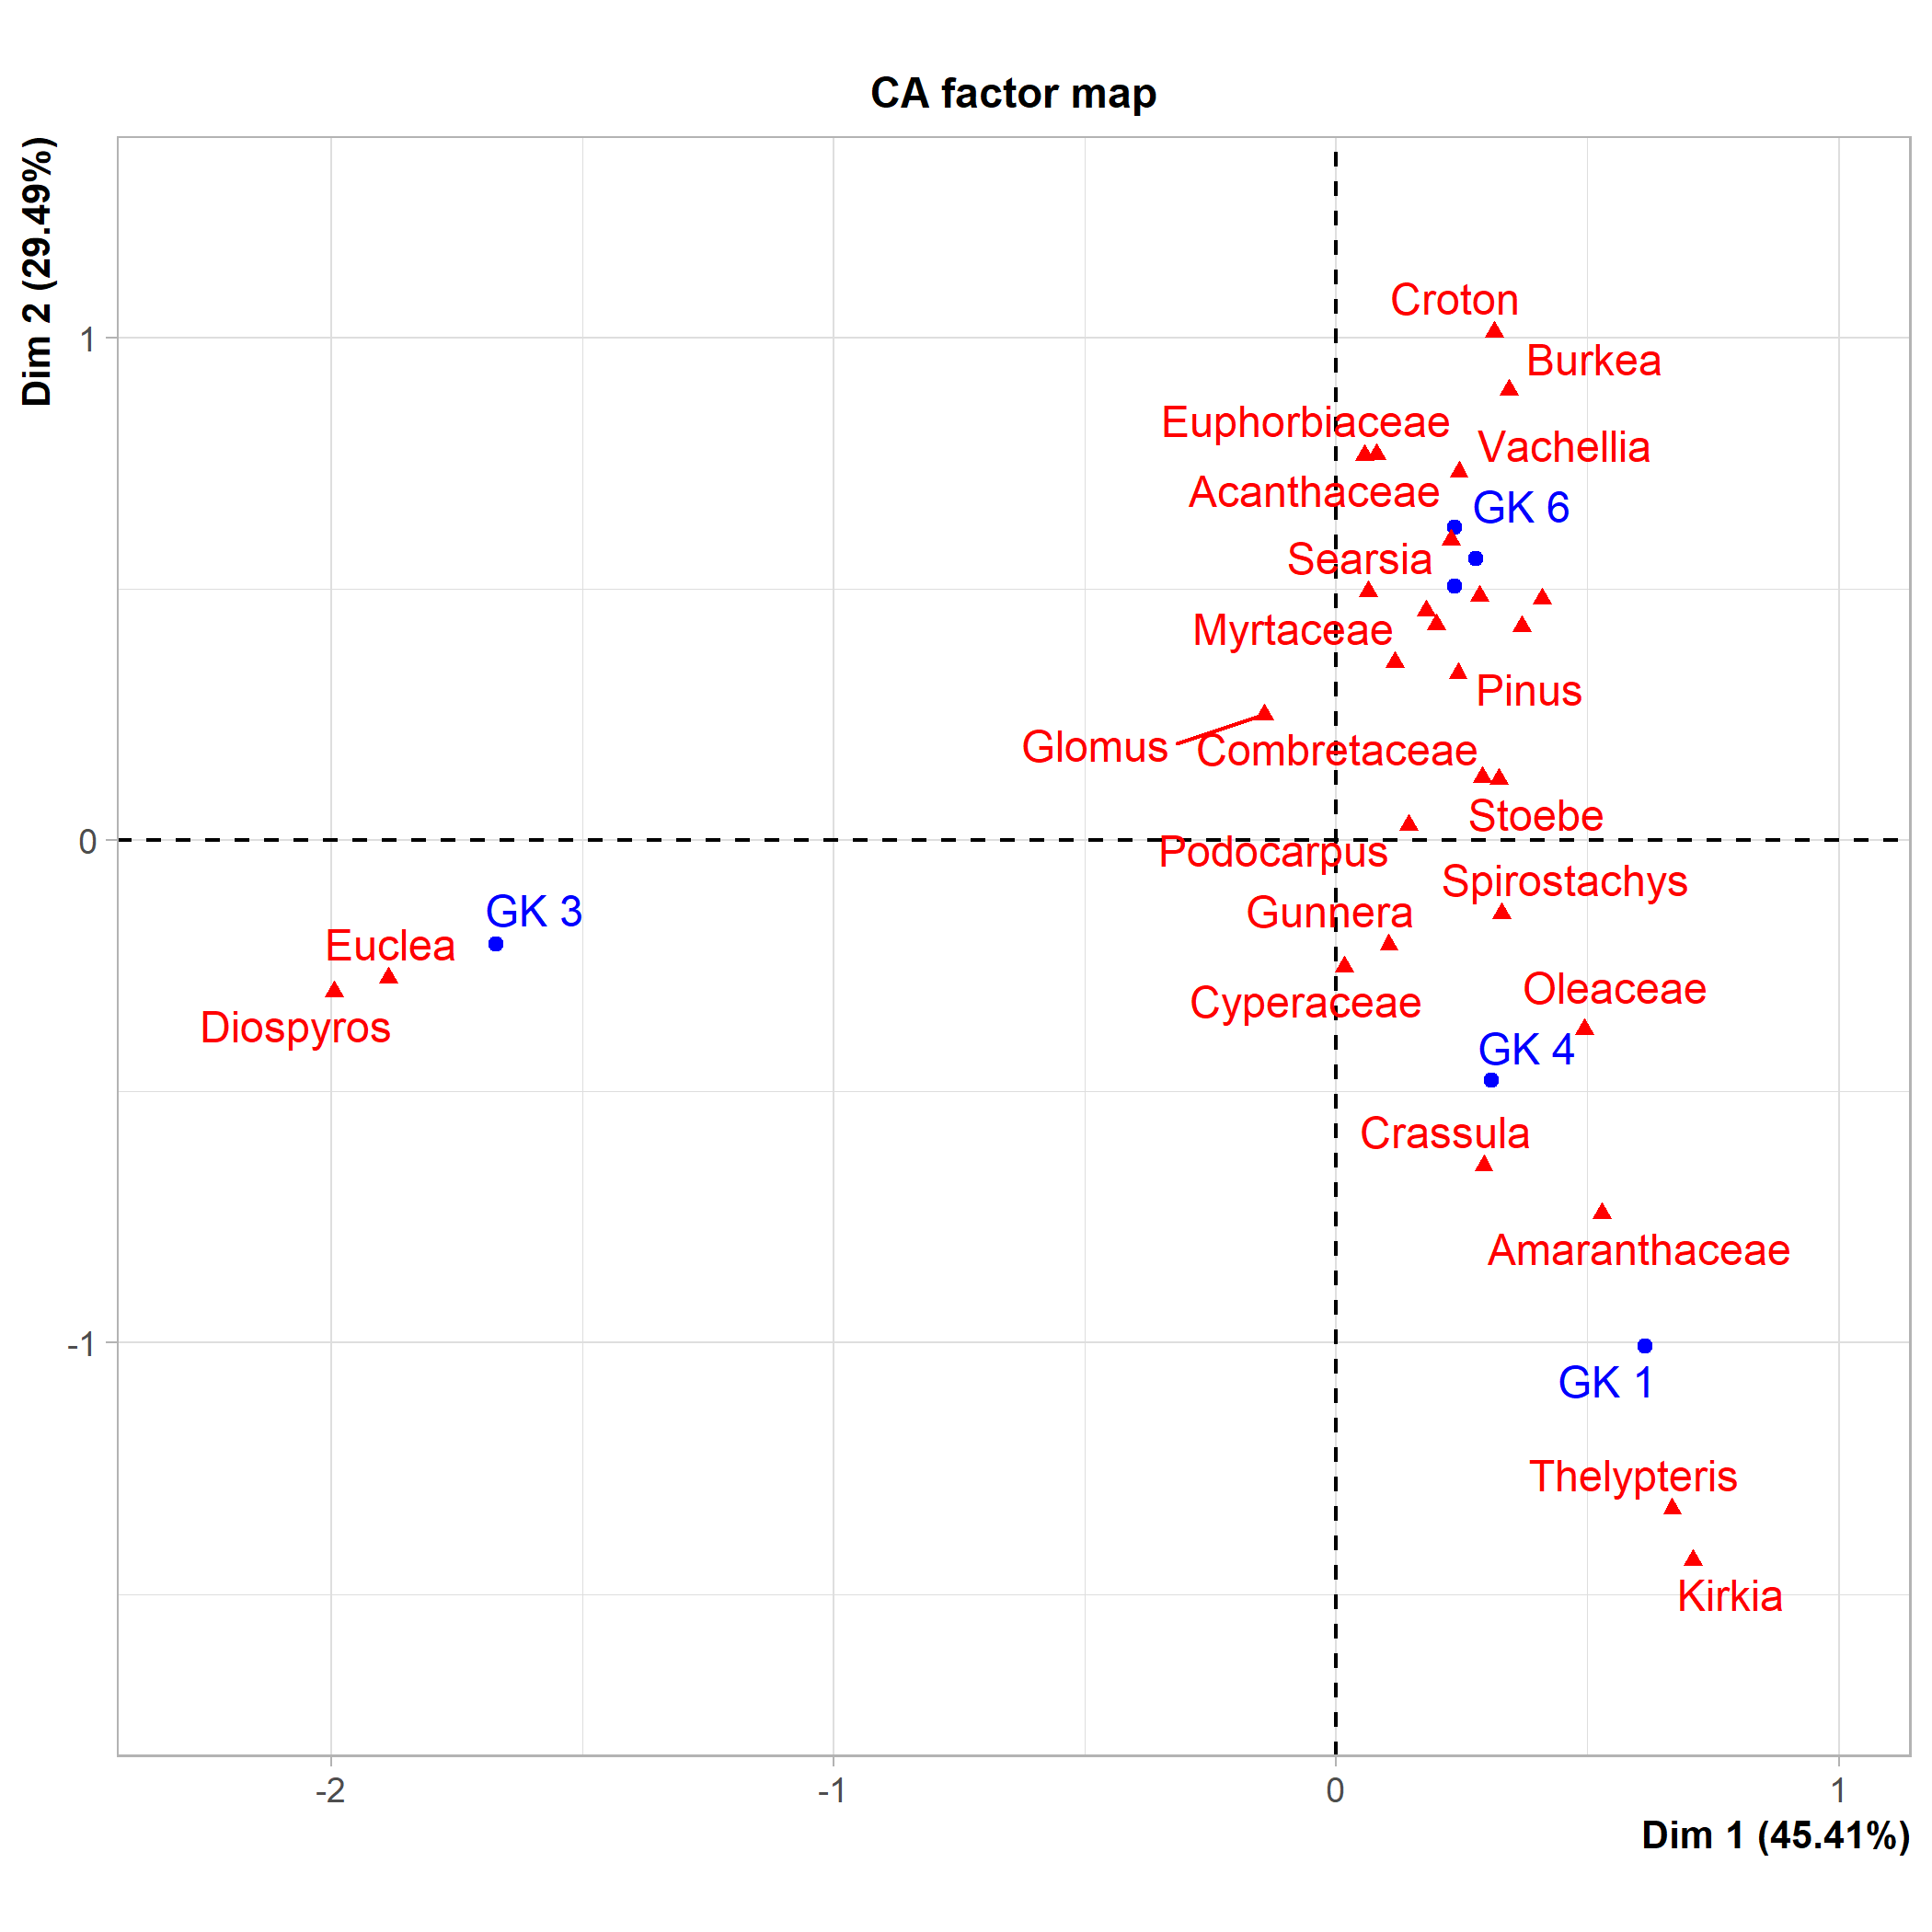 CA factor map
Dim 2 (29.49%)
Croton
1
Burkea
Euphorbiaceae
Vachellia
Acanthaceae
GK 6
Searsia
Myrtaceae
Pinus
Glomus
Combretaceae
Stoebe
0
Podocarpus
Spirostachys
GK 3
Gunnera
Euclea
Oleaceae
Cyperaceae
Diospyros
GK 4
Crassula
Amaranthaceae
-1
GK 1
Thelypteris
Kirkia
-2
-1
0
1
Dim 1 (45.41%)